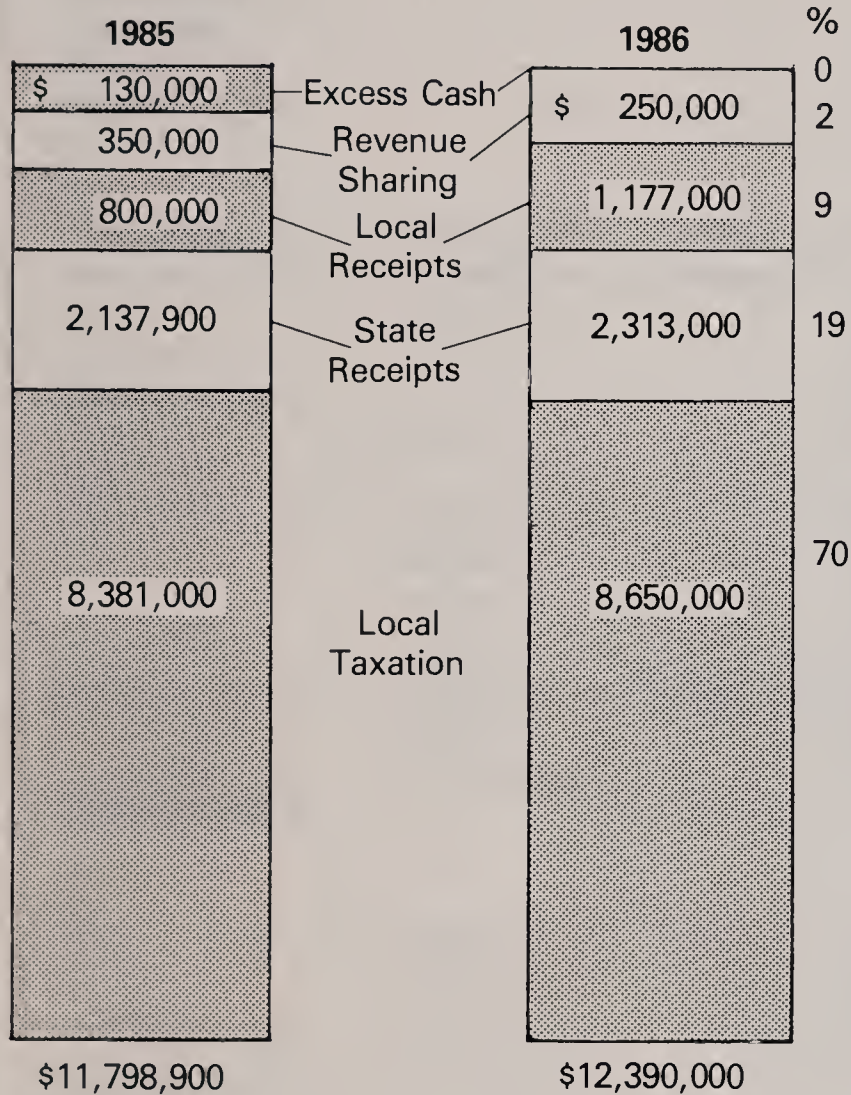 1985
1986
%
$ 130,000
Excess Cash
0
350,000
Revenue
Sharing
$ 250,000
2
800,000
Local
Receipts
1,177,000
9
2,137,900
State
Receipts
2,313,000
19
8,381,000
Local
Taxation
8,650,000
70
$11,798,900
$12,390,000